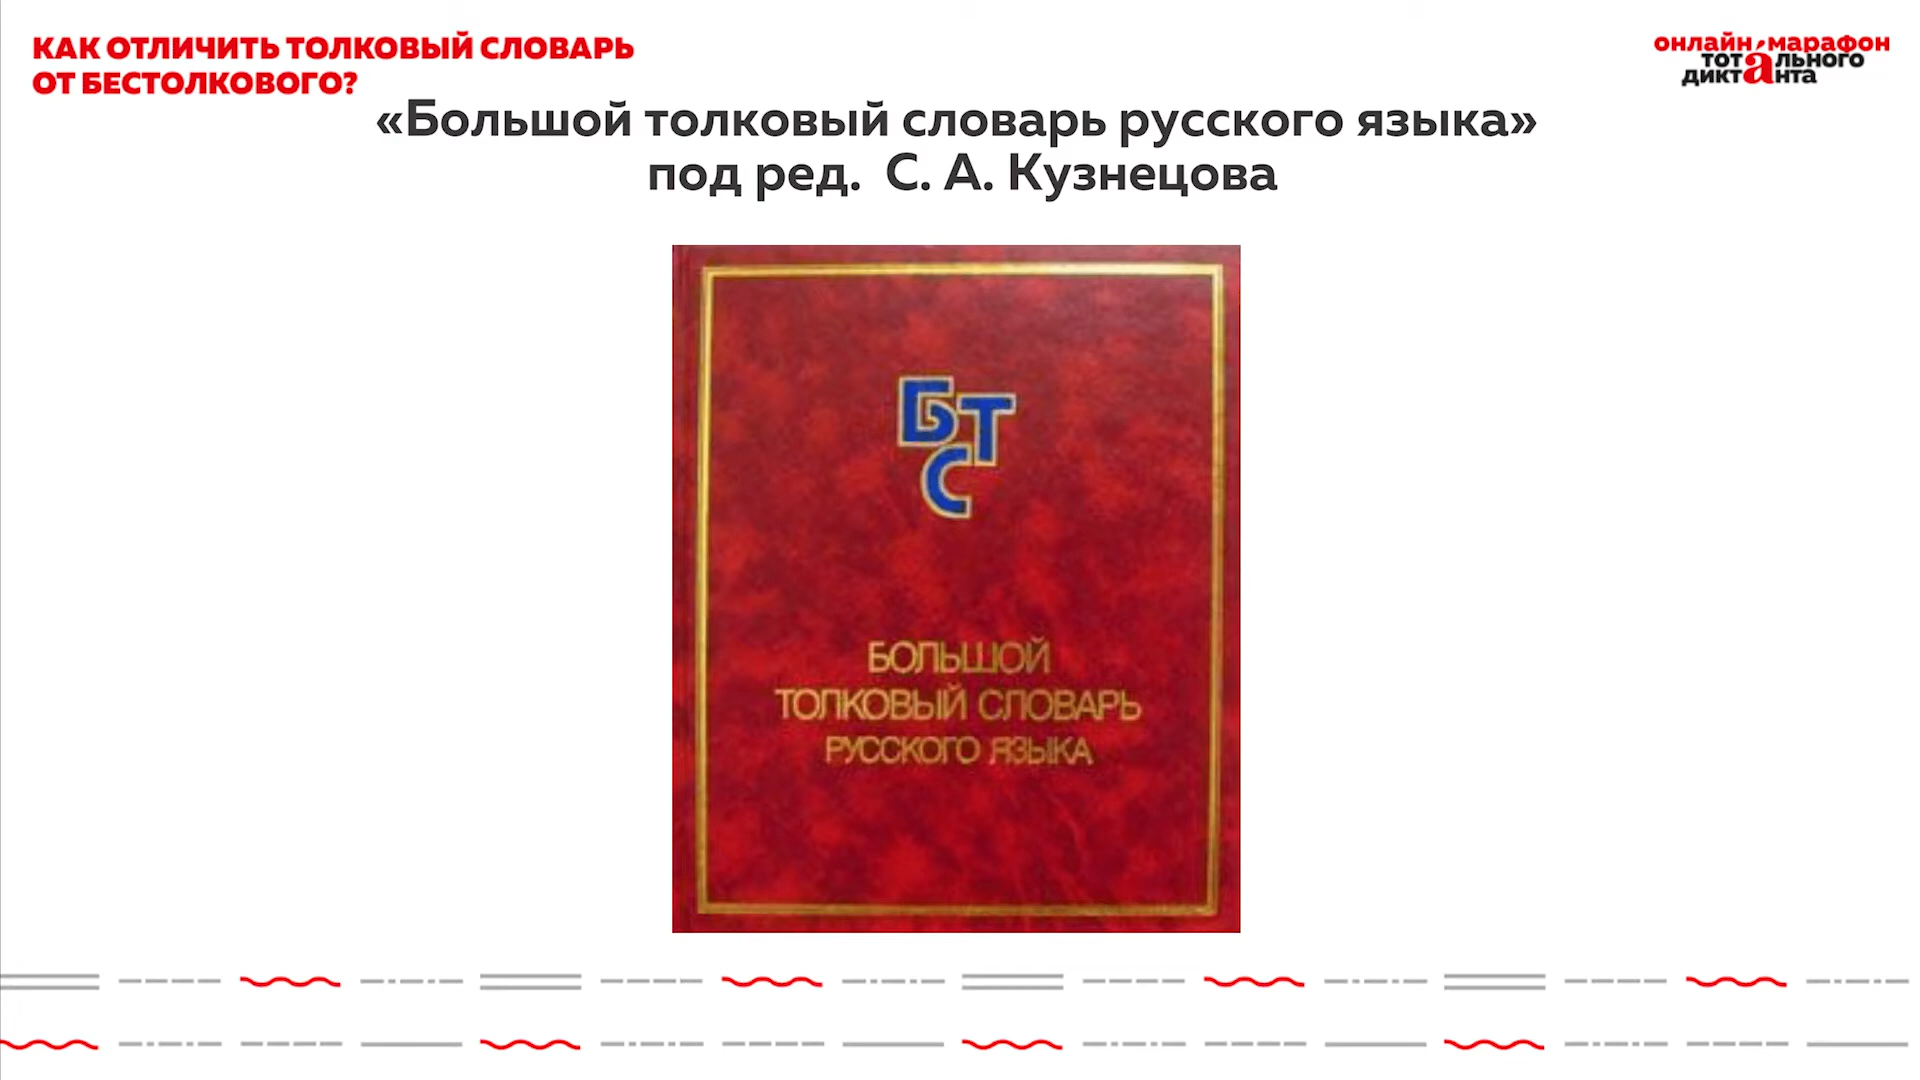 КАК ОТЛИЧИТЬ ТОЛКОВЫЙ СЛОВАРЬ
ОТ БЕСТОЛКОВОГО?
онлайн-марафон
тотального
диктанта
«Большой толковый словарь русского языка»
под ред. С. А. Кузнецова
БТС
БОЛЬШОЙ
ТОЛКОВЫЙ СЛОВАРЬ
РУССКОГО ЯЗЫКА